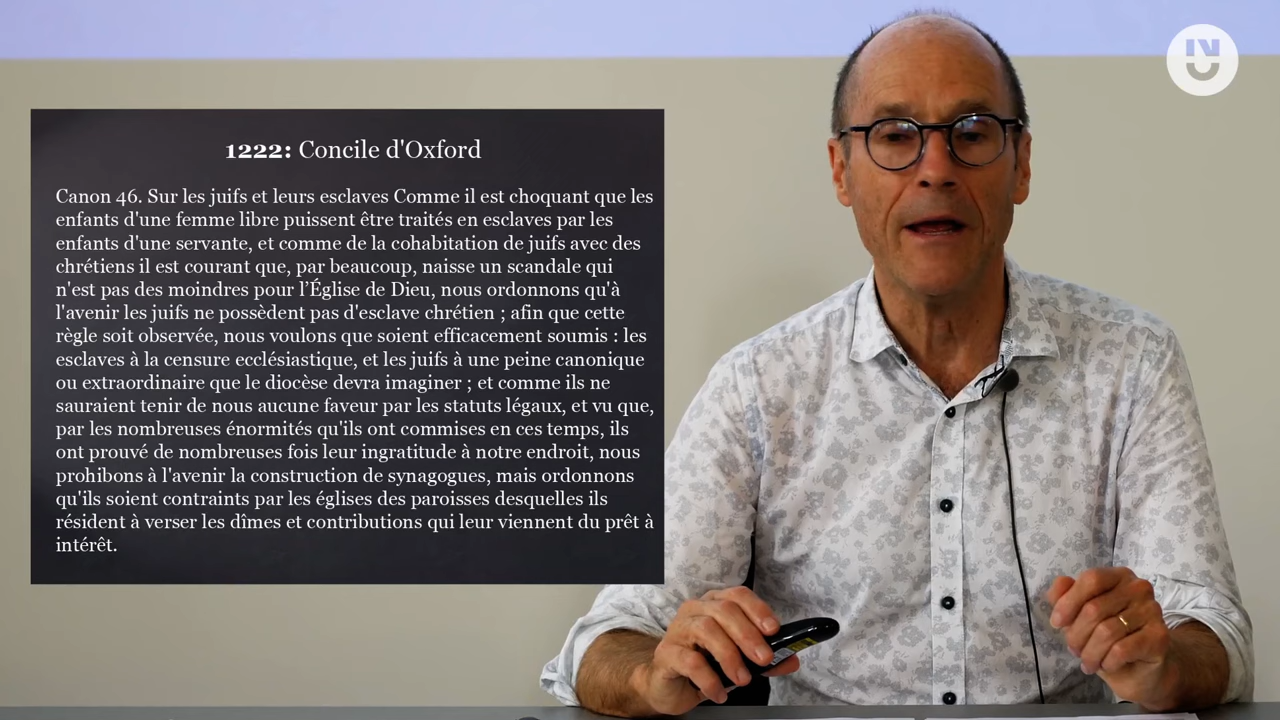 1222: Concile d'Oxford
Canon 46. Sur les juifs et leurs esclaves Comme il est choquant que les
enfants d'une femme libre puissent être traités en esclaves par les
enfants d'une servante, et comme de la cohabitation de juifs avec des
chrétiens il est courant que, par beaucoup, naisse un scandale qui
n'est pas des moindres pour l’Église de Dieu, nous ordonnons qu'à
l'avenir les juifs ne possèdent pas d'esclave chrétien ; afin que cette
règle soit observée, nous voulons que soient efficacement soumis : les
esclaves à la censure ecclésiastique, et les juifs à une peine canonique
ou extraordinaire que le diocèse devra imaginer ; et comme ils ne
sauraient tenir de nous aucune faveur par les statuts légaux, et vu que,
par les nombreuses énormités qu'ils ont commises en ces temps, ils
ont prouvé de nombreuses fois leur ingratitude à notre endroit, nous
prohibons à l'avenir la construction de synagogues, mais ordonnons
qu'ils soient contraints par les églises des paroisses desquelles ils
résident à verser les dîmes et contributions qui leur viennent du prêt à
intérêt.